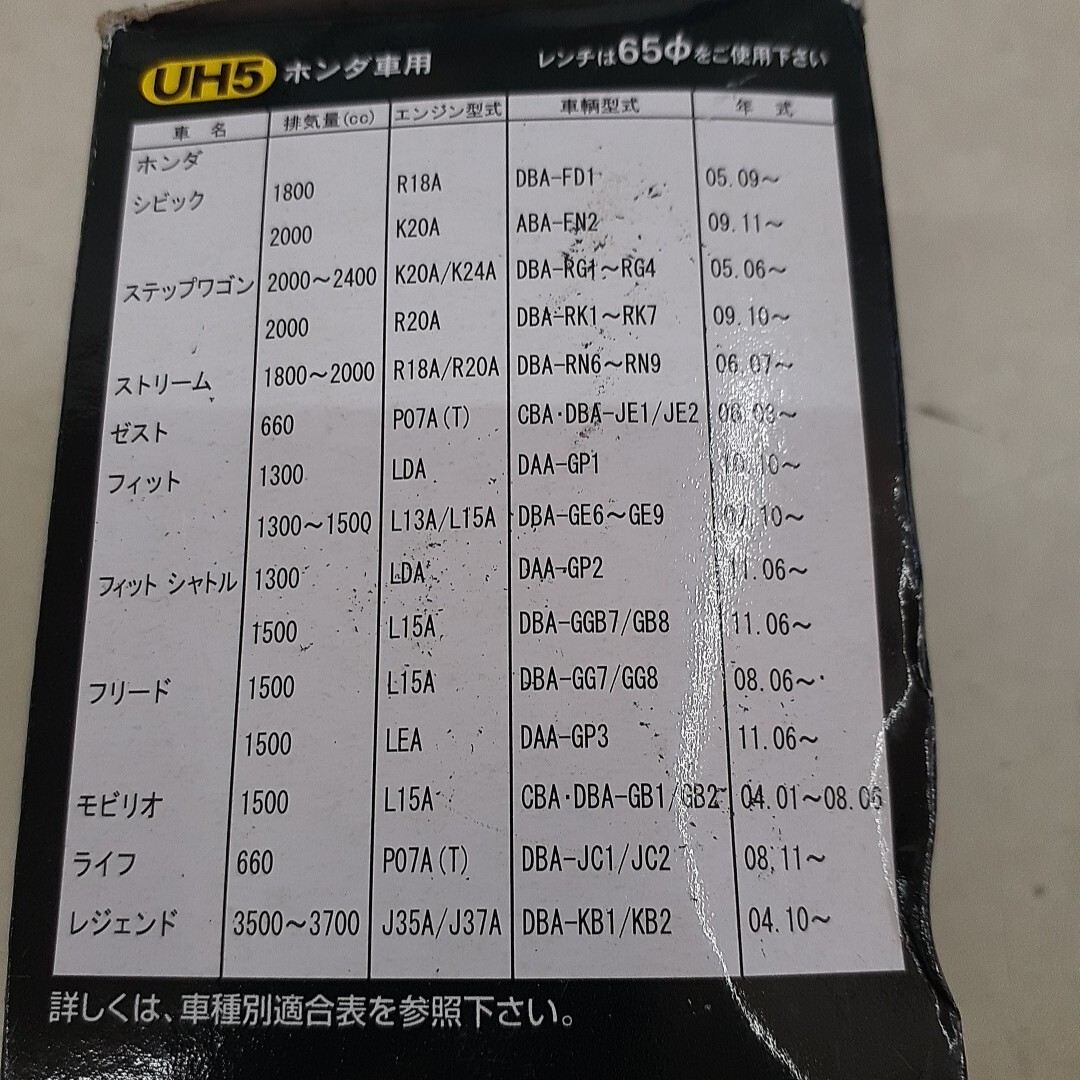 UH5 ホンダ車用 レンチは65φをご使用下さい
車名 排気量(cc) エンジン型式 車輌型式 年式
ホンダ
シビック 1800 R18A DBA-FD1 05.09～
2000 K20A ABA-FN2 09.11～
ステップワゴン 2000～2400 K20A/K24A DBA-RG1～RG4 05.06～
2000 R20A DBA-RK1～RK7 09.10～
ストリーム 1800～2000 R18A/R20A DBA-RN6～RN9 06.07～
ゼスト 660 P07A(T) CBA・DBA-JE1/JE2 06.03～
フィット 1300 LDA DAA-GP1 10.10～
1300～1500 L13A/L15A DBA-GE6～GE9 07.10～
フィット シャトル 1300 LDA DAA-GP2 11.06～
1500 L15A DBA-GGB7/GB8 11.06～
フリード 1500 L15A DBA-GG7/GG8 08.06～
1500 LEA DAA-GP3 11.06～
モビリオ 1500 L15A CBA・DBA-GB1/GB2 04.01～08.06
ライフ 660 P07A(T) DBA-JC1/JC2 08.11～
レジェンド 3500～3700 J35A/J37A DBA-KB1/KB2 04.10～
詳しくは、車種別適合表を参照下さい。